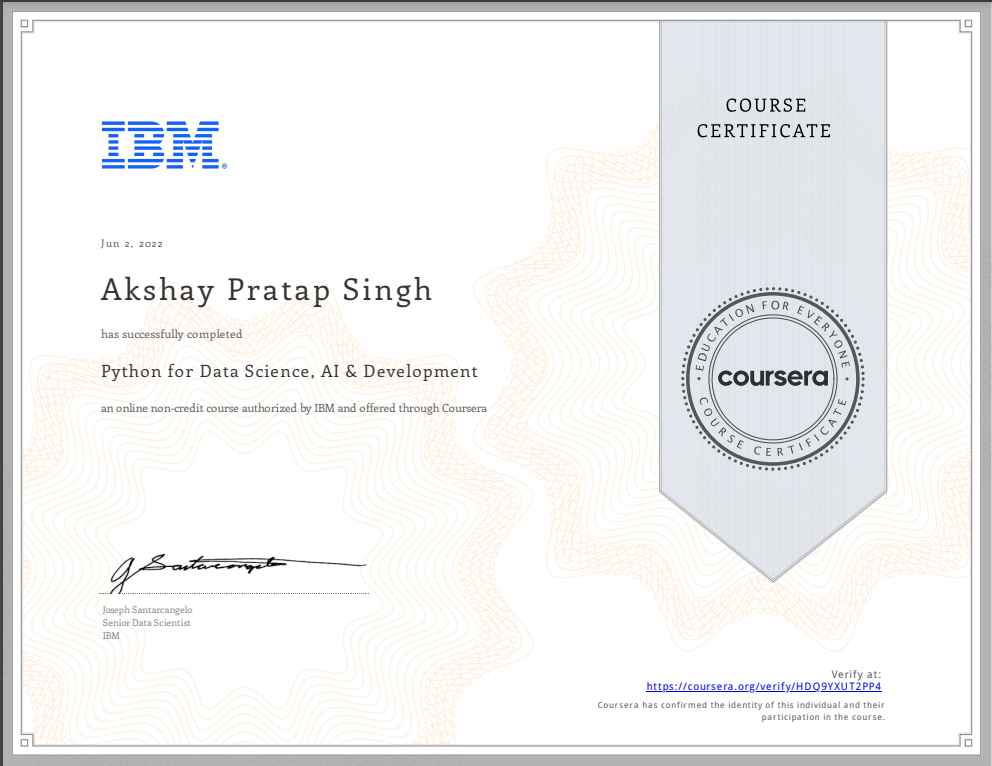 COURSE
CERTIFICATE
IBM®
Jun 2, 2022
Akshay Pratap Singh
has successfully completed
Python for Data Science, AI & Development
an online non-credit course authorized by IBM and offered through Coursera
EDUCATION FOR EVERYONE
coursera
COURSE CERTIFICATE
J Santarcangelo
Joseph Santarcangelo
Senior Data Scientist
IBM
Verify at:
https://coursera.org/verify/HDQ9YXUT2PP4
Coursera has confirmed the identity of this individual and their
participation in the course.